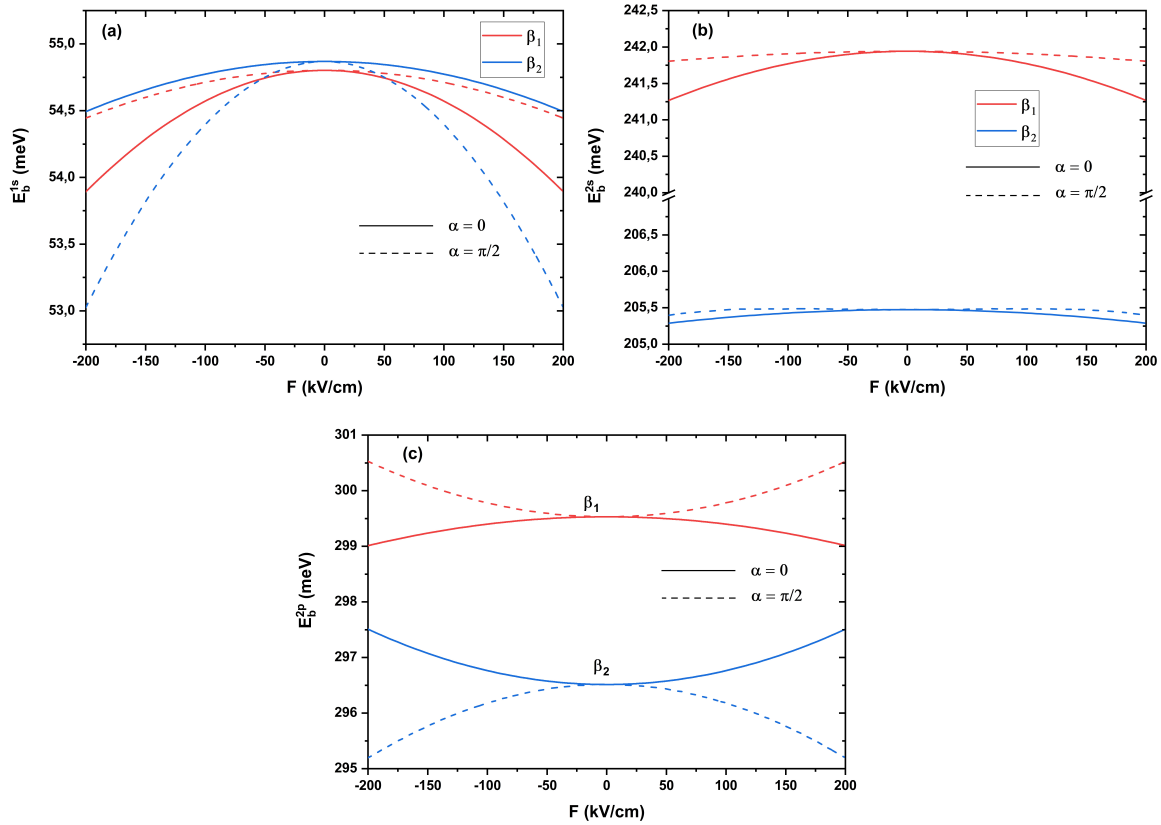 (a)
β1
β2
55,0
54,5
54,0
53,5
53,0
E_b^1s (meV)
α = 0
α = π/2
-200 -150 -100 -50 0 50 100 150 200
F (kV/cm)
(b)
242,5
242,0
241,5
241,0
240,5
240,0
206,5
206,0
205,5
205,0
E_b^2s (meV)
β1
β2
α = 0
α = π/2
-200 -150 -100 -50 0 50 100 150 200
F (kV/cm)
(c)
301
300
299
298
297
296
295
E_b^2p (meV)
β1
α = 0
α = π/2
β2
-200 -150 -100 -50 0 50 100 150 200
F (kV/cm)